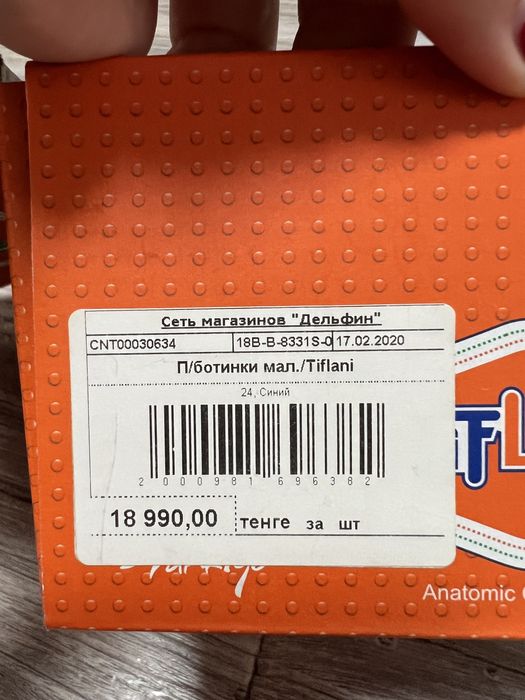 Сеть магазинов "Дельфин"
CNT00030634 18B-B-8331S-0 17.02.2020
П/ботинки мал./Tiflani
24, Синий
2000981696382
18 990,00 тенге за шт
Anatomic